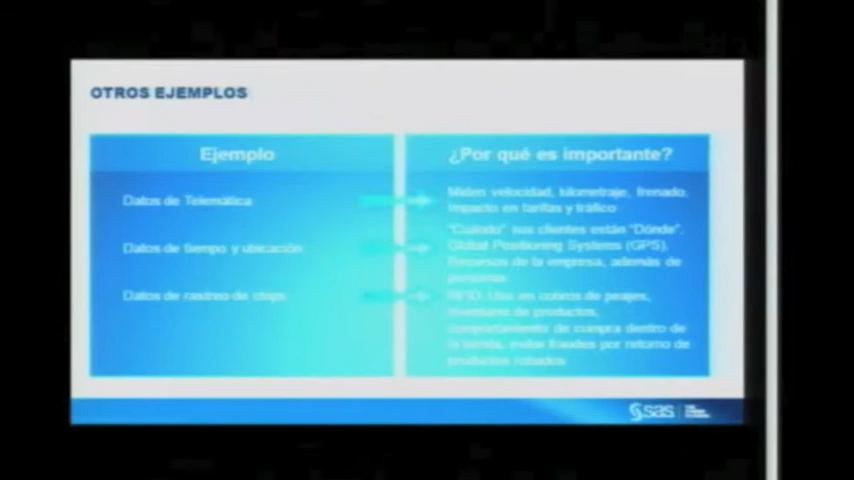 OTROS EJEMPLOS
Ejemplo
¿Por qué es importante?
Datos de Telemática
Miden velocidad, kilometraje, frenado.
Impacto en tarifas y tráfico
Datos de tiempo y ubicación
"Cuándo" sus clientes están "Dónde".
Global Positioning Systems (GPS).
Recursos de la empresa, además de
personas
Datos de rastreo de chips
RFID. Uso en cobros de peajes,
inventario de productos,
comportamiento de compra dentro de
la tienda, evitar fraudes por retorno de
productos robados
sas